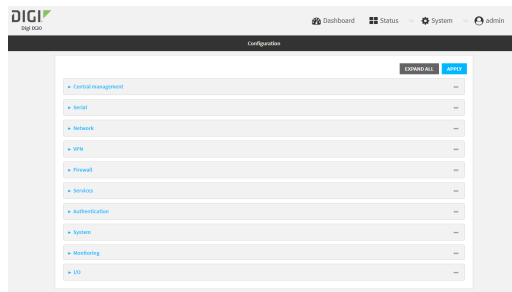 DIGI
Digi IX30
Dashboard
Status
System
admin
Configuration
EXPAND ALL
APPLY
Central management
Serial
Network
VPN
Firewall
Services
Authentication
System
Monitoring
I/O